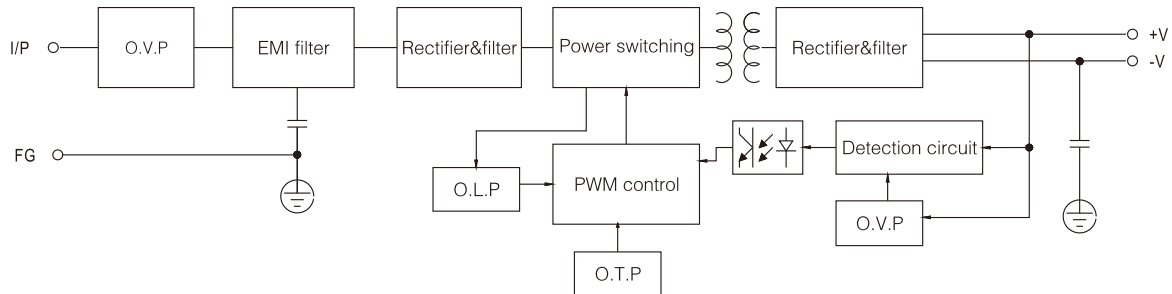 I/P
O.V.P
EMI filter
Rectifier&filter
Power switching
Rectifier&filter
+V
-V
FG
O.L.P
PWM control
Detection circuit
O.V.P
O.T.P